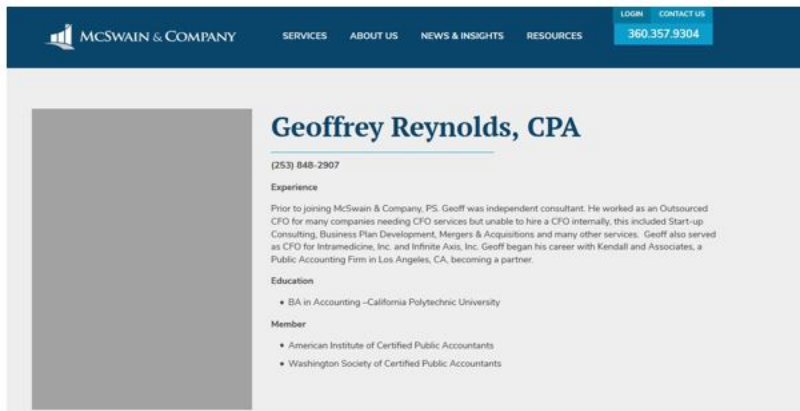 LOGIN CONTACT US
McSwain & Company SERVICES ABOUT US NEWS & INSIGHTS RESOURCES 360.357.9304
Geoffrey Reynolds, CPA
(253) 848-2907
Experience
Prior to joining McSwain & Company, PS. Geoff was independent consultant. He worked as an Outsourced
CFO for many companies needing CFO services but unable to hire a CFO internally, this included Start-up
Consulting, Business Plan Development, Mergers & Acquisitions and many other services. Geoff also served
as CFO for Intramedicine, Inc. and Infinite Axis, Inc. Geoff began his career with Kendall and Associates, a
Public Accounting Firm in Los Angeles, CA, becoming a partner.
Education
• BA in Accounting –California Polytechnic University
Member
• American Institute of Certified Public Accountants
• Washington Society of Certified Public Accountants